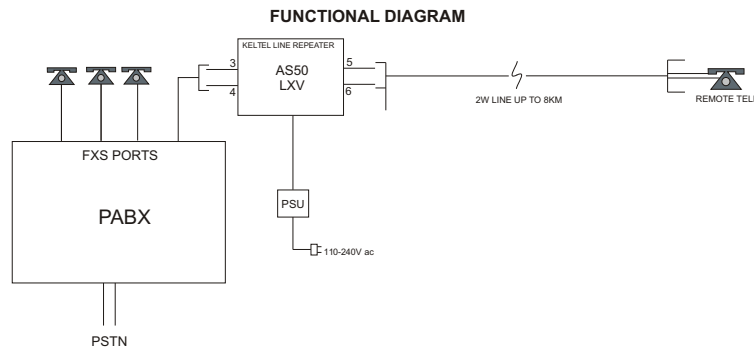 FUNCTIONAL DIAGRAM
KELTEL LINE REPEATER
3
AS50
5
LXV
4
6
2W LINE UP TO 8KM
REMOTE TELE
FXS PORTS
PABX
PSU
110-240V ac
PSTN